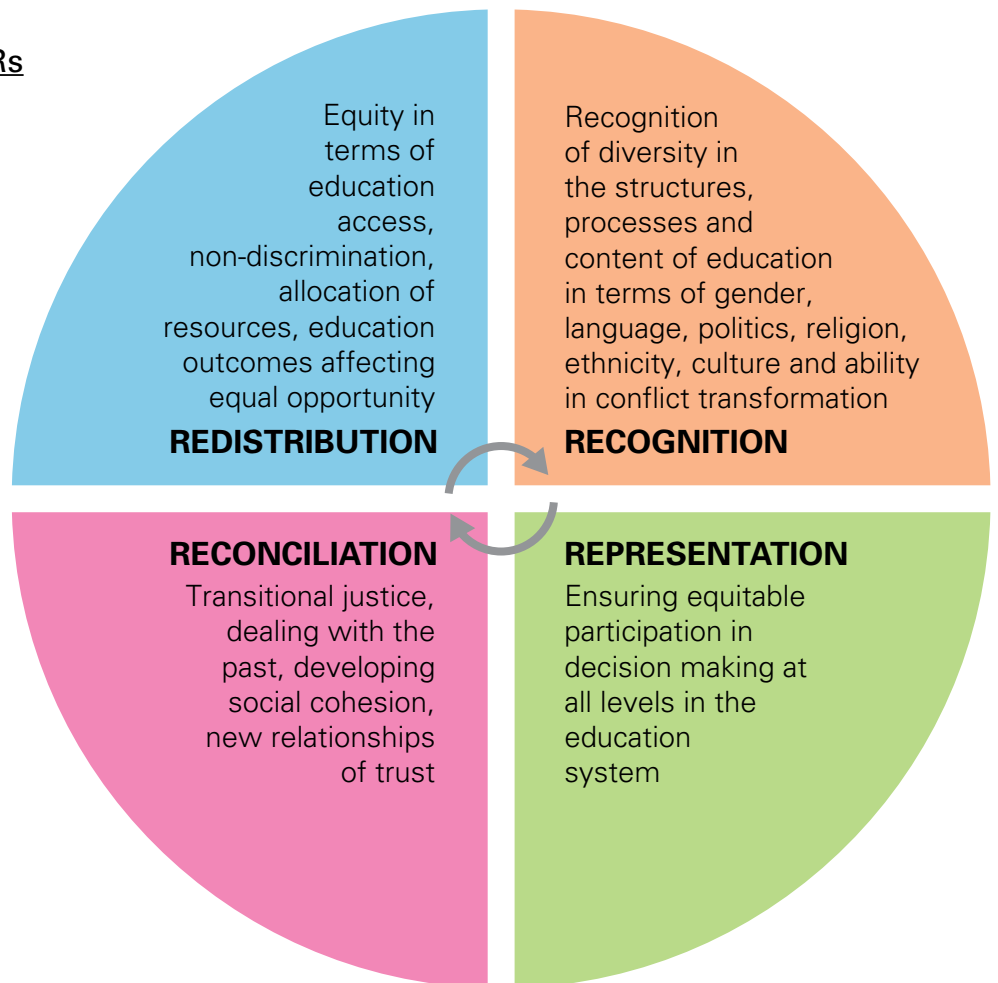 Rs
Equity in
terms of
education
access,
non-discrimination,
allocation of
resources, education
outcomes affecting
equal opportunity
REDISTRIBUTION
Recognition
of diversity in
the structures,
processes and
content of education
in terms of gender,
language, politics, religion,
ethnicity, culture and ability
in conflict transformation
RECOGNITION
RECONCILIATION
Transitional justice,
dealing with the
past, developing
social cohesion,
new relationships
of trust
REPRESENTATION
Ensuring equitable
participation in
decision making at
all levels in the
education
system